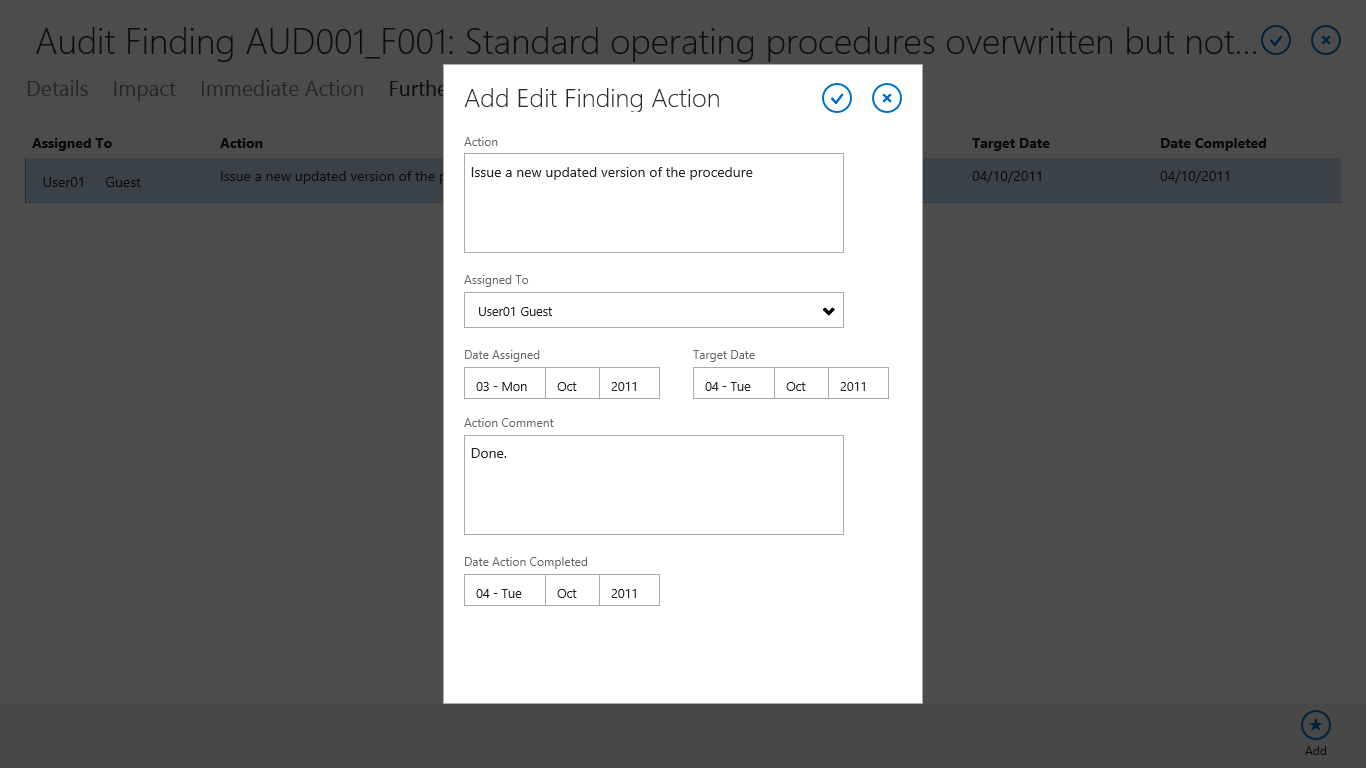 Audit Finding AUD001_F001: Standard operating procedures overwritten but not...
Details Impact Immediate Action
Add Edit Finding Action
Assigned To Action Target Date Date Completed
User01 Guest Issue a new updated version of the 04/10/2011 04/10/2011
Action
Issue a new updated version of the procedure
Assigned To
User01 Guest
Date Assigned Target Date
03 - Mon Oct 2011 04 - Tue Oct 2011
Action Comment
Done.
Date Action Completed
04 - Tue Oct 2011
Add